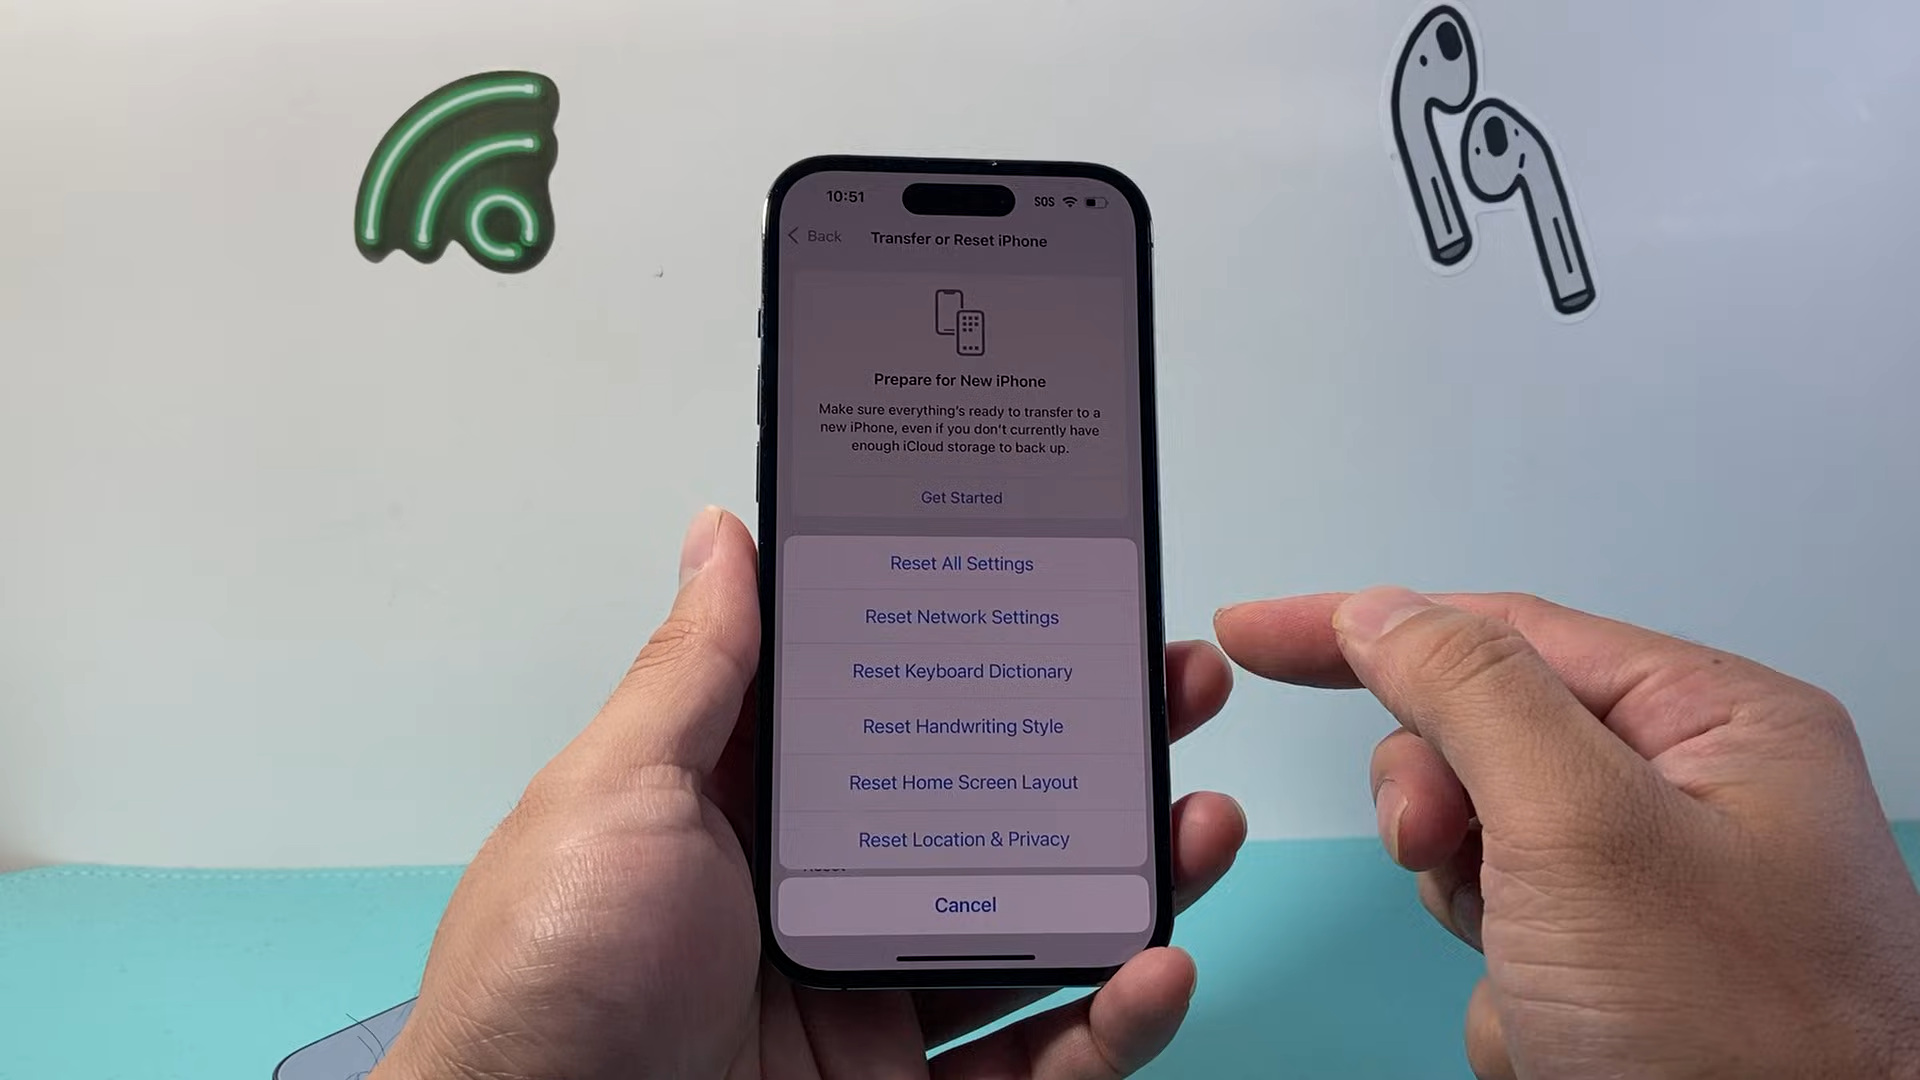 10:51
SOS
Back
Transfer or Reset iPhone
Prepare for New iPhone
Make sure everything's ready to transfer to a
new iPhone, even if you don't currently have
enough iCloud storage to back up.
Get Started
Reset All Settings
Reset Network Settings
Reset Keyboard Dictionary
Reset Handwriting Style
Reset Home Screen Layout
Reset Location & Privacy
Cancel